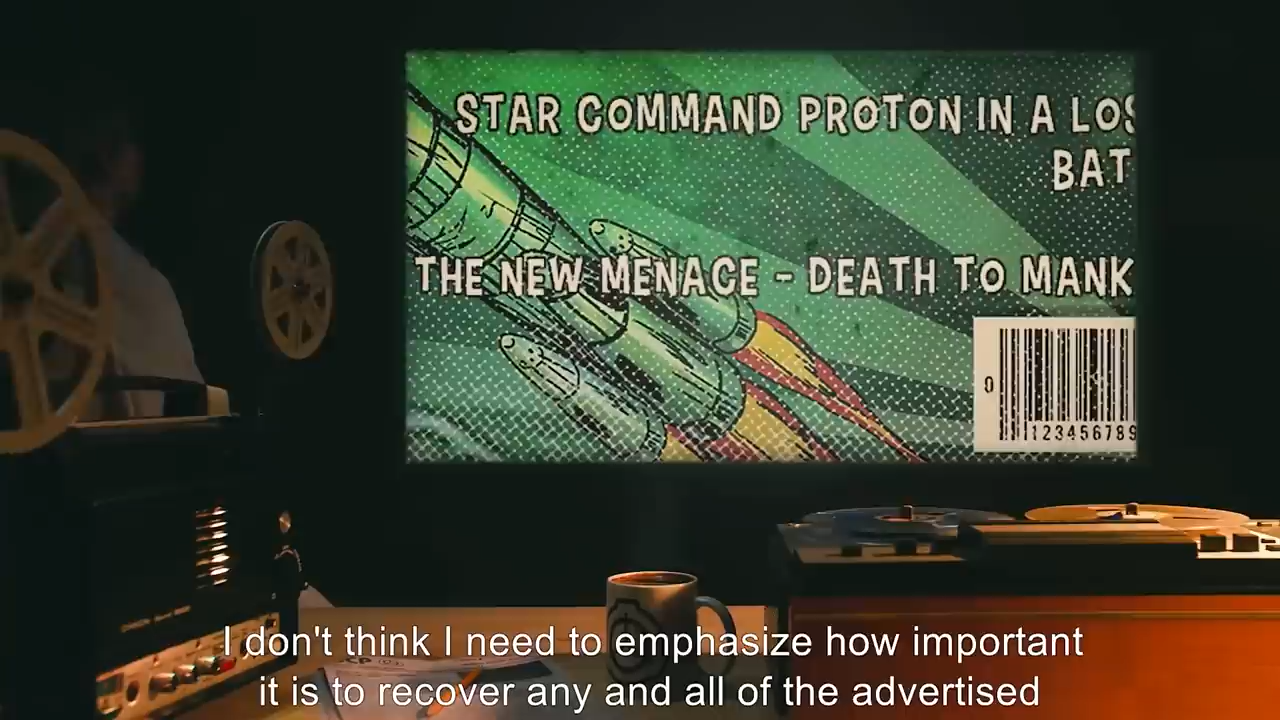 STAR COMMAND PROTON IN A LOS
BAT
THE NEW MENACE - DEATH TO MANK
0
123456789
I don't think I need to emphasize how important
it is to recover any and all of the advertised